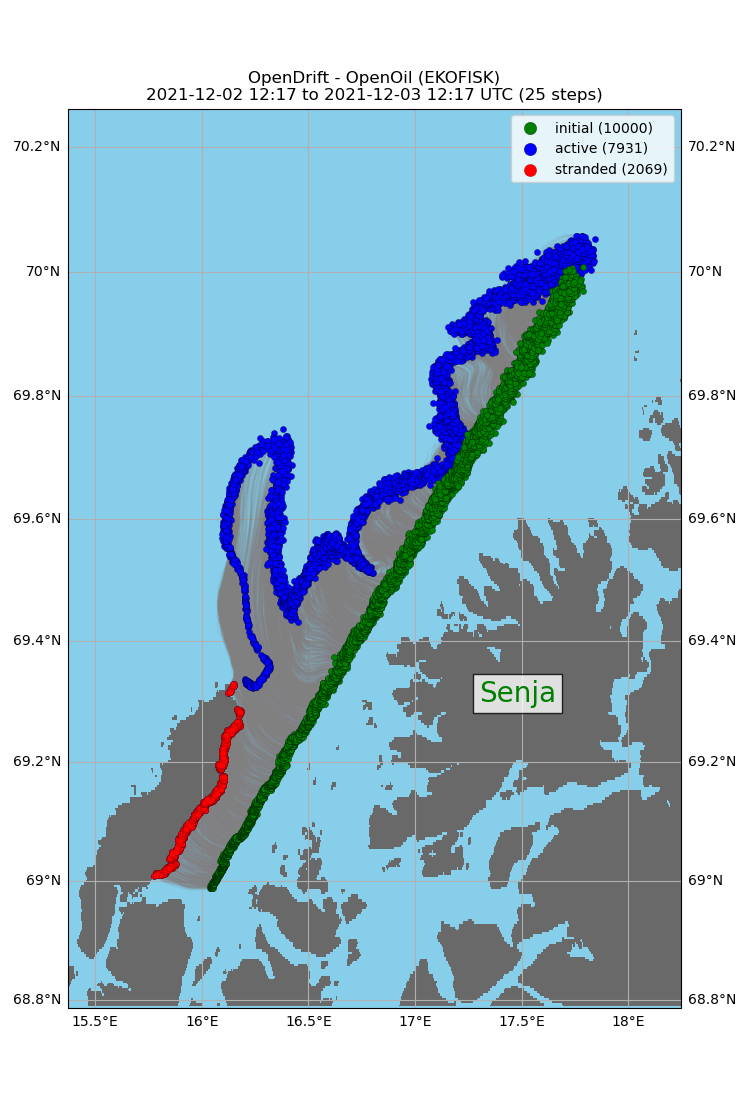 OpenDrift - OpenOil (EKOFISK)
2021-12-02 12:17 to 2021-12-03 12:17 UTC (25 steps)
initial (10000)
active (7931)
stranded (2069)
70.2°N 70.2°N
70°N 70°N
69.8°N 69.8°N
69.6°N 69.6°N
69.4°N 69.4°N
Senja
69.2°N 69.2°N
69°N 69°N
68.8°N 68.8°N
15.5°E 16°E 16.5°E 17°E 17.5°E 18°E